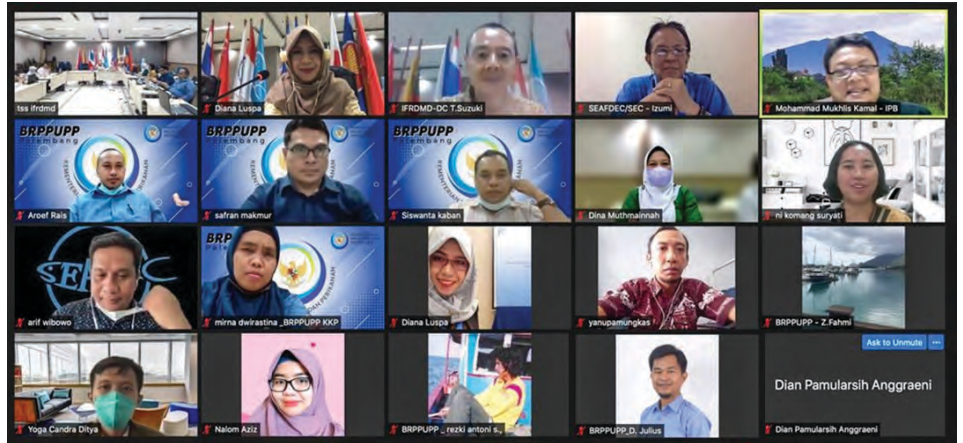 tss ifrdmd
Diana Luspa
IFRDMD-DC T.Suzuki
SEAFDEC/SEC - Izumi
Mohammad Mukhlis Kamal - IPB
BRPPUPP
Palembang
Aroef Rais
BRPPUPP
Palembang
safran makmur
BRPPUPP
Palembang
Siswanta kaban
Dina Muthmainnah
ni komang suryati
arif wibowo
BRP
mirna dwirastina _BRPPUPP KKP
Diana Luspa
yanupamungkas
BRPPUPP - Z.Fahmi
Yoga Candra Ditya
Nalom Aziz
BRPPUPP _ rezki antoni s.,
BRPPUPP_D. Julius
Ask to Unmute
Dian Pamularsih Anggraeni
Dian Pamularsih Anggraeni